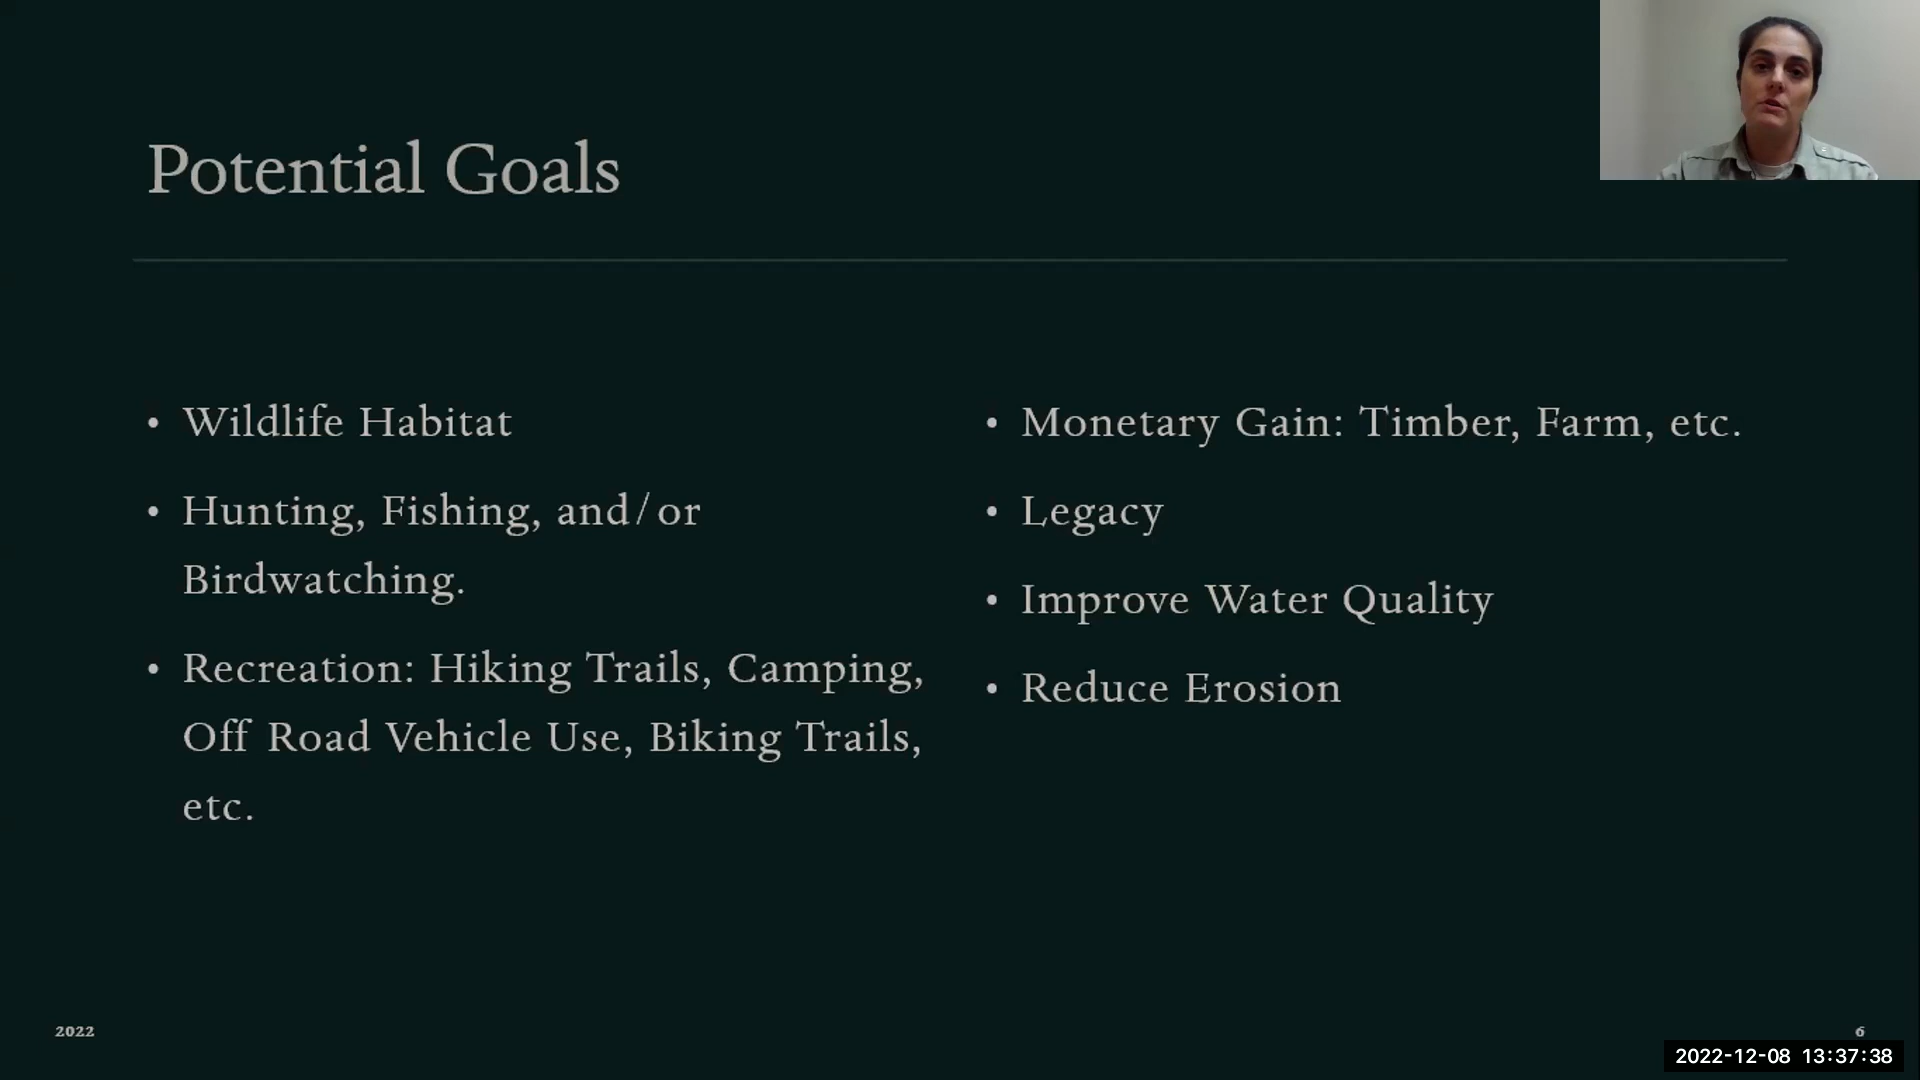 Potential Goals
• Wildlife Habitat
• Hunting, Fishing, and/or
Birdwatching.
• Recreation: Hiking Trails, Camping,
Off Road Vehicle Use, Biking Trails,
etc.
• Monetary Gain: Timber, Farm, etc.
• Legacy
• Improve Water Quality
• Reduce Erosion
2022
6
2022-12-08 13:37:38